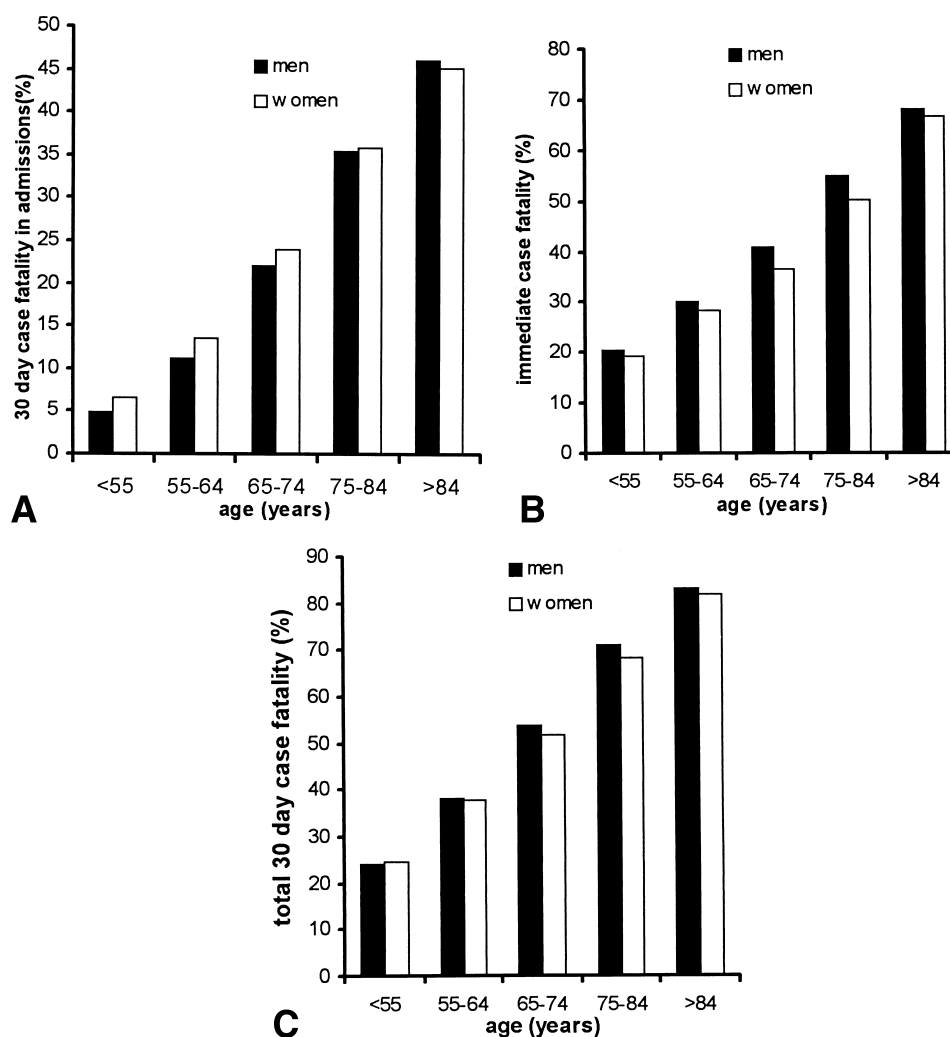 50
45
40
35
30
25
20
15
10
5
0
30 day case fatality in admissions(%)
men
w omen
<55 55-64 65-74 75-84 >84
age (years)
A
80
70
60
50
40
30
20
10
0
immediate case fatality (%)
men
w omen
<55 55-64 65-74 75-84 >84
age (years)
B
90
80
70
60
50
40
30
20
10
0
total 30 day case fatality (%)
men
w omen
<55 55-64 65-74 75-84 >84
age (years)
C